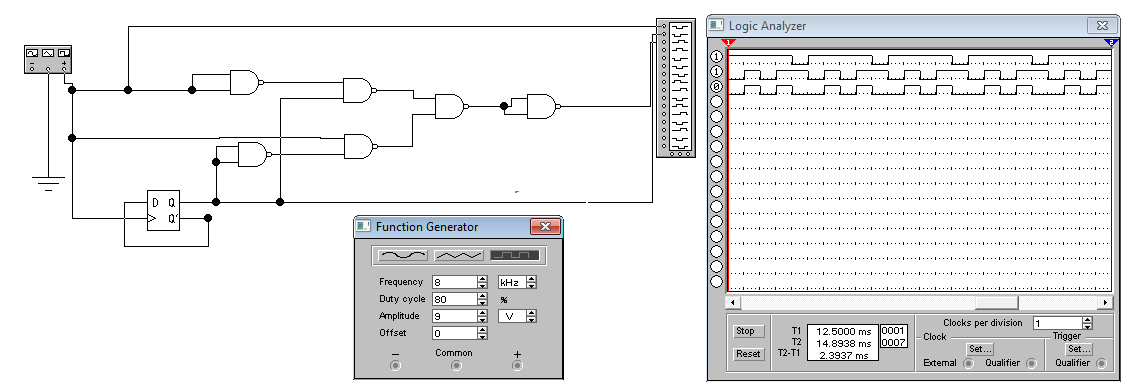 Logic Analyzer
1
2
1
1
0
D Q
Q'
Function Generator
Frequency 8 kHz
Duty cycle 80 %
Amplitude 9 V
Offset 0
− Common +
Stop
Reset
T1 12.5000 ms 0001
T2 14.8938 ms 0007
T2-T1 2.3937 ms
Clocks per division 1
Clock
Trigger
Set...
Set...
External Qualifier
Qualifier